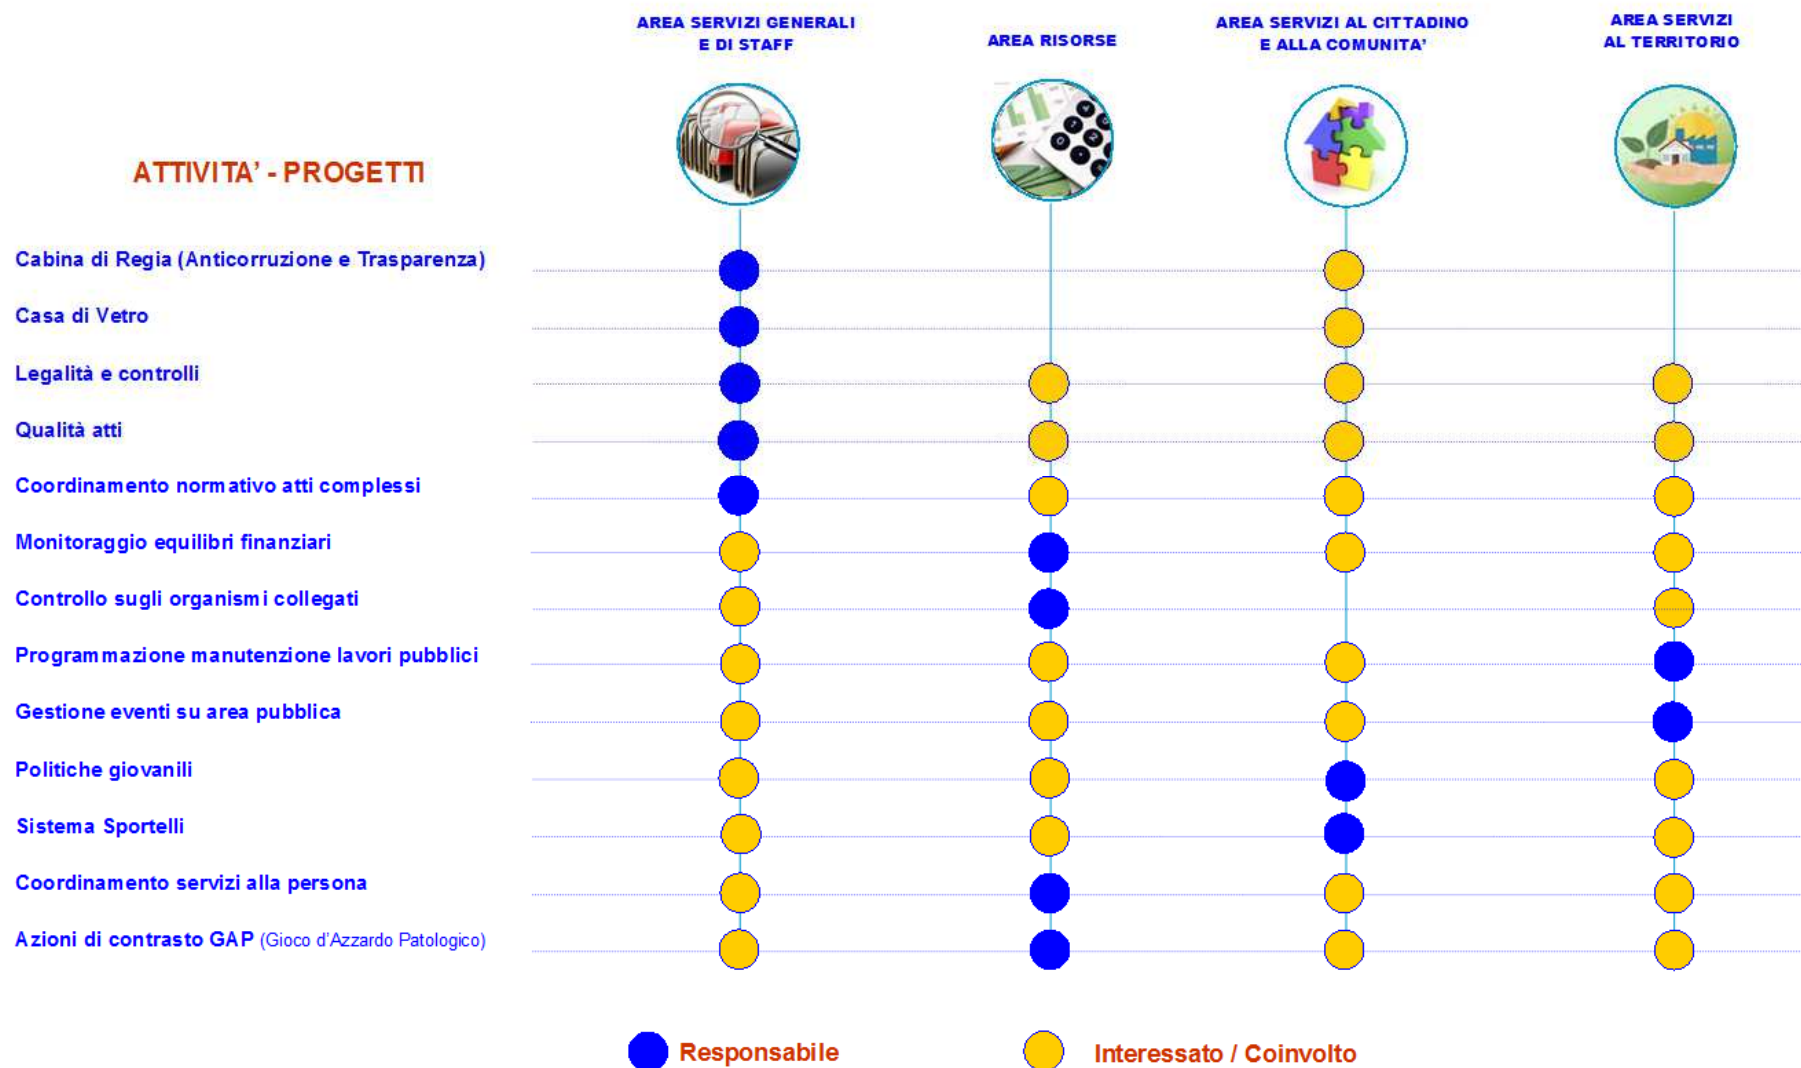 AREA SERVIZI GENERALI
E DI STAFF
AREA RISORSE
AREA SERVIZI AL CITTADINO
E ALLA COMUNITA’
AREA SERVIZI
AL TERRITORIO
ATTIVITA’ - PROGETTI
Cabina di Regia (Anticorruzione e Trasparenza)
Casa di Vetro
Legalità e controlli
Qualità atti
Coordinamento normativo atti complessi
Monitoraggio equilibri finanziari
Controllo sugli organismi collegati
Programmazione manutenzione lavori pubblici
Gestione eventi su area pubblica
Politiche giovanili
Sistema Sportelli
Coordinamento servizi alla persona
Azioni di contrasto GAP (Gioco d’Azzardo Patologico)
Responsabile
Interessato / Coinvolto